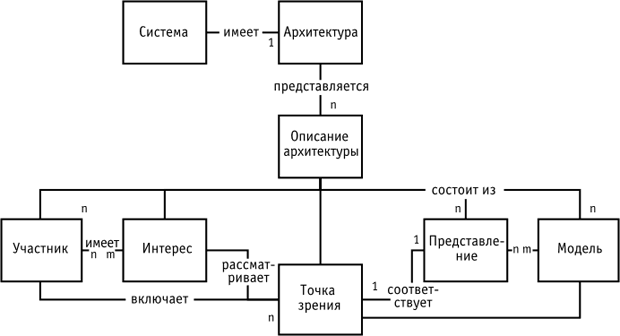 Система
имеет
1
Архитектура
представляется
n
Описание
архитектуры
состоит из
n
n
n
Участник
имеет
n m
Интерес
1
Представле-
ние
n m
Модель
рассмат-
ривает
включает
n
Точка
зрения
1
соответ-
ствует